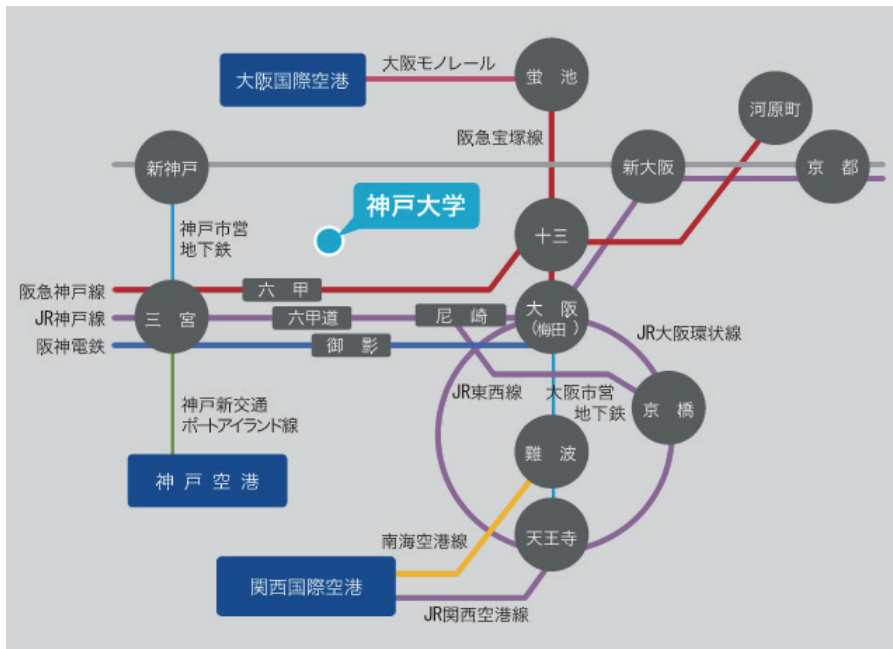 大阪モノレール
大阪国際空港
蛍池
河原町
阪急宝塚線
新神戸
新大阪
京都
神戸大学
神戸市営
地下鉄
十三
阪急神戸線
六甲
JR神戸線
三宮
六甲道
尼崎
大阪
(梅田)
JR大阪環状線
阪神電鉄
御影
JR東西線
大阪市営
地下鉄
京橋
神戸新交通
ポートアイランド線
難波
神戸空港
南海空港線
天王寺
関西国際空港
JR関西空港線